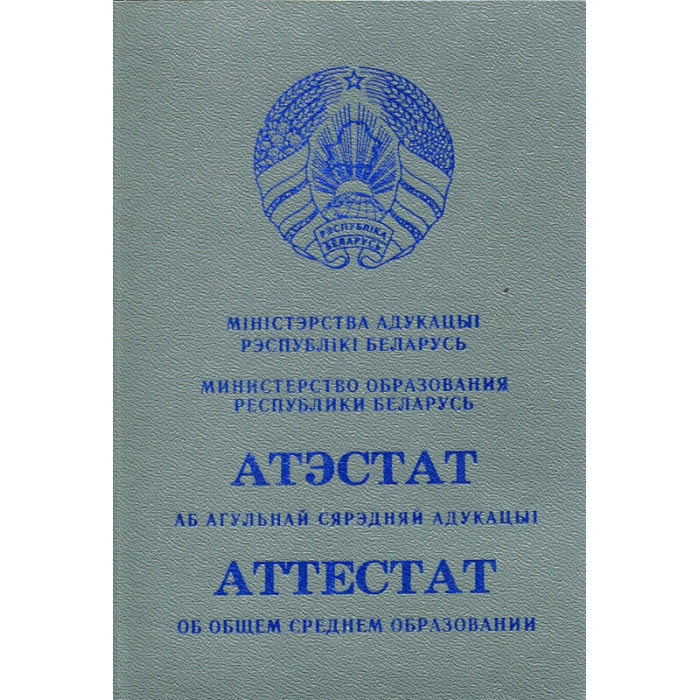 РЭСПУБЛІКА
БЕЛАРУСЬ
МІНІСТЭРСТВА АДУКАЦЫІ
РЭСПУБЛІКІ БЕЛАРУСЬ
МИНИСТЕРСТВО ОБРАЗОВАНИЯ
РЕСПУБЛИКИ БЕЛАРУСЬ
АТЭСТАТ
АБ АГУЛЬНАЙ СЯРЭДНЯЙ АДУКАЦЫІ
АТТЕСТАТ
ОБ ОБЩЕМ СРЕДНЕМ ОБРАЗОВАНИИ